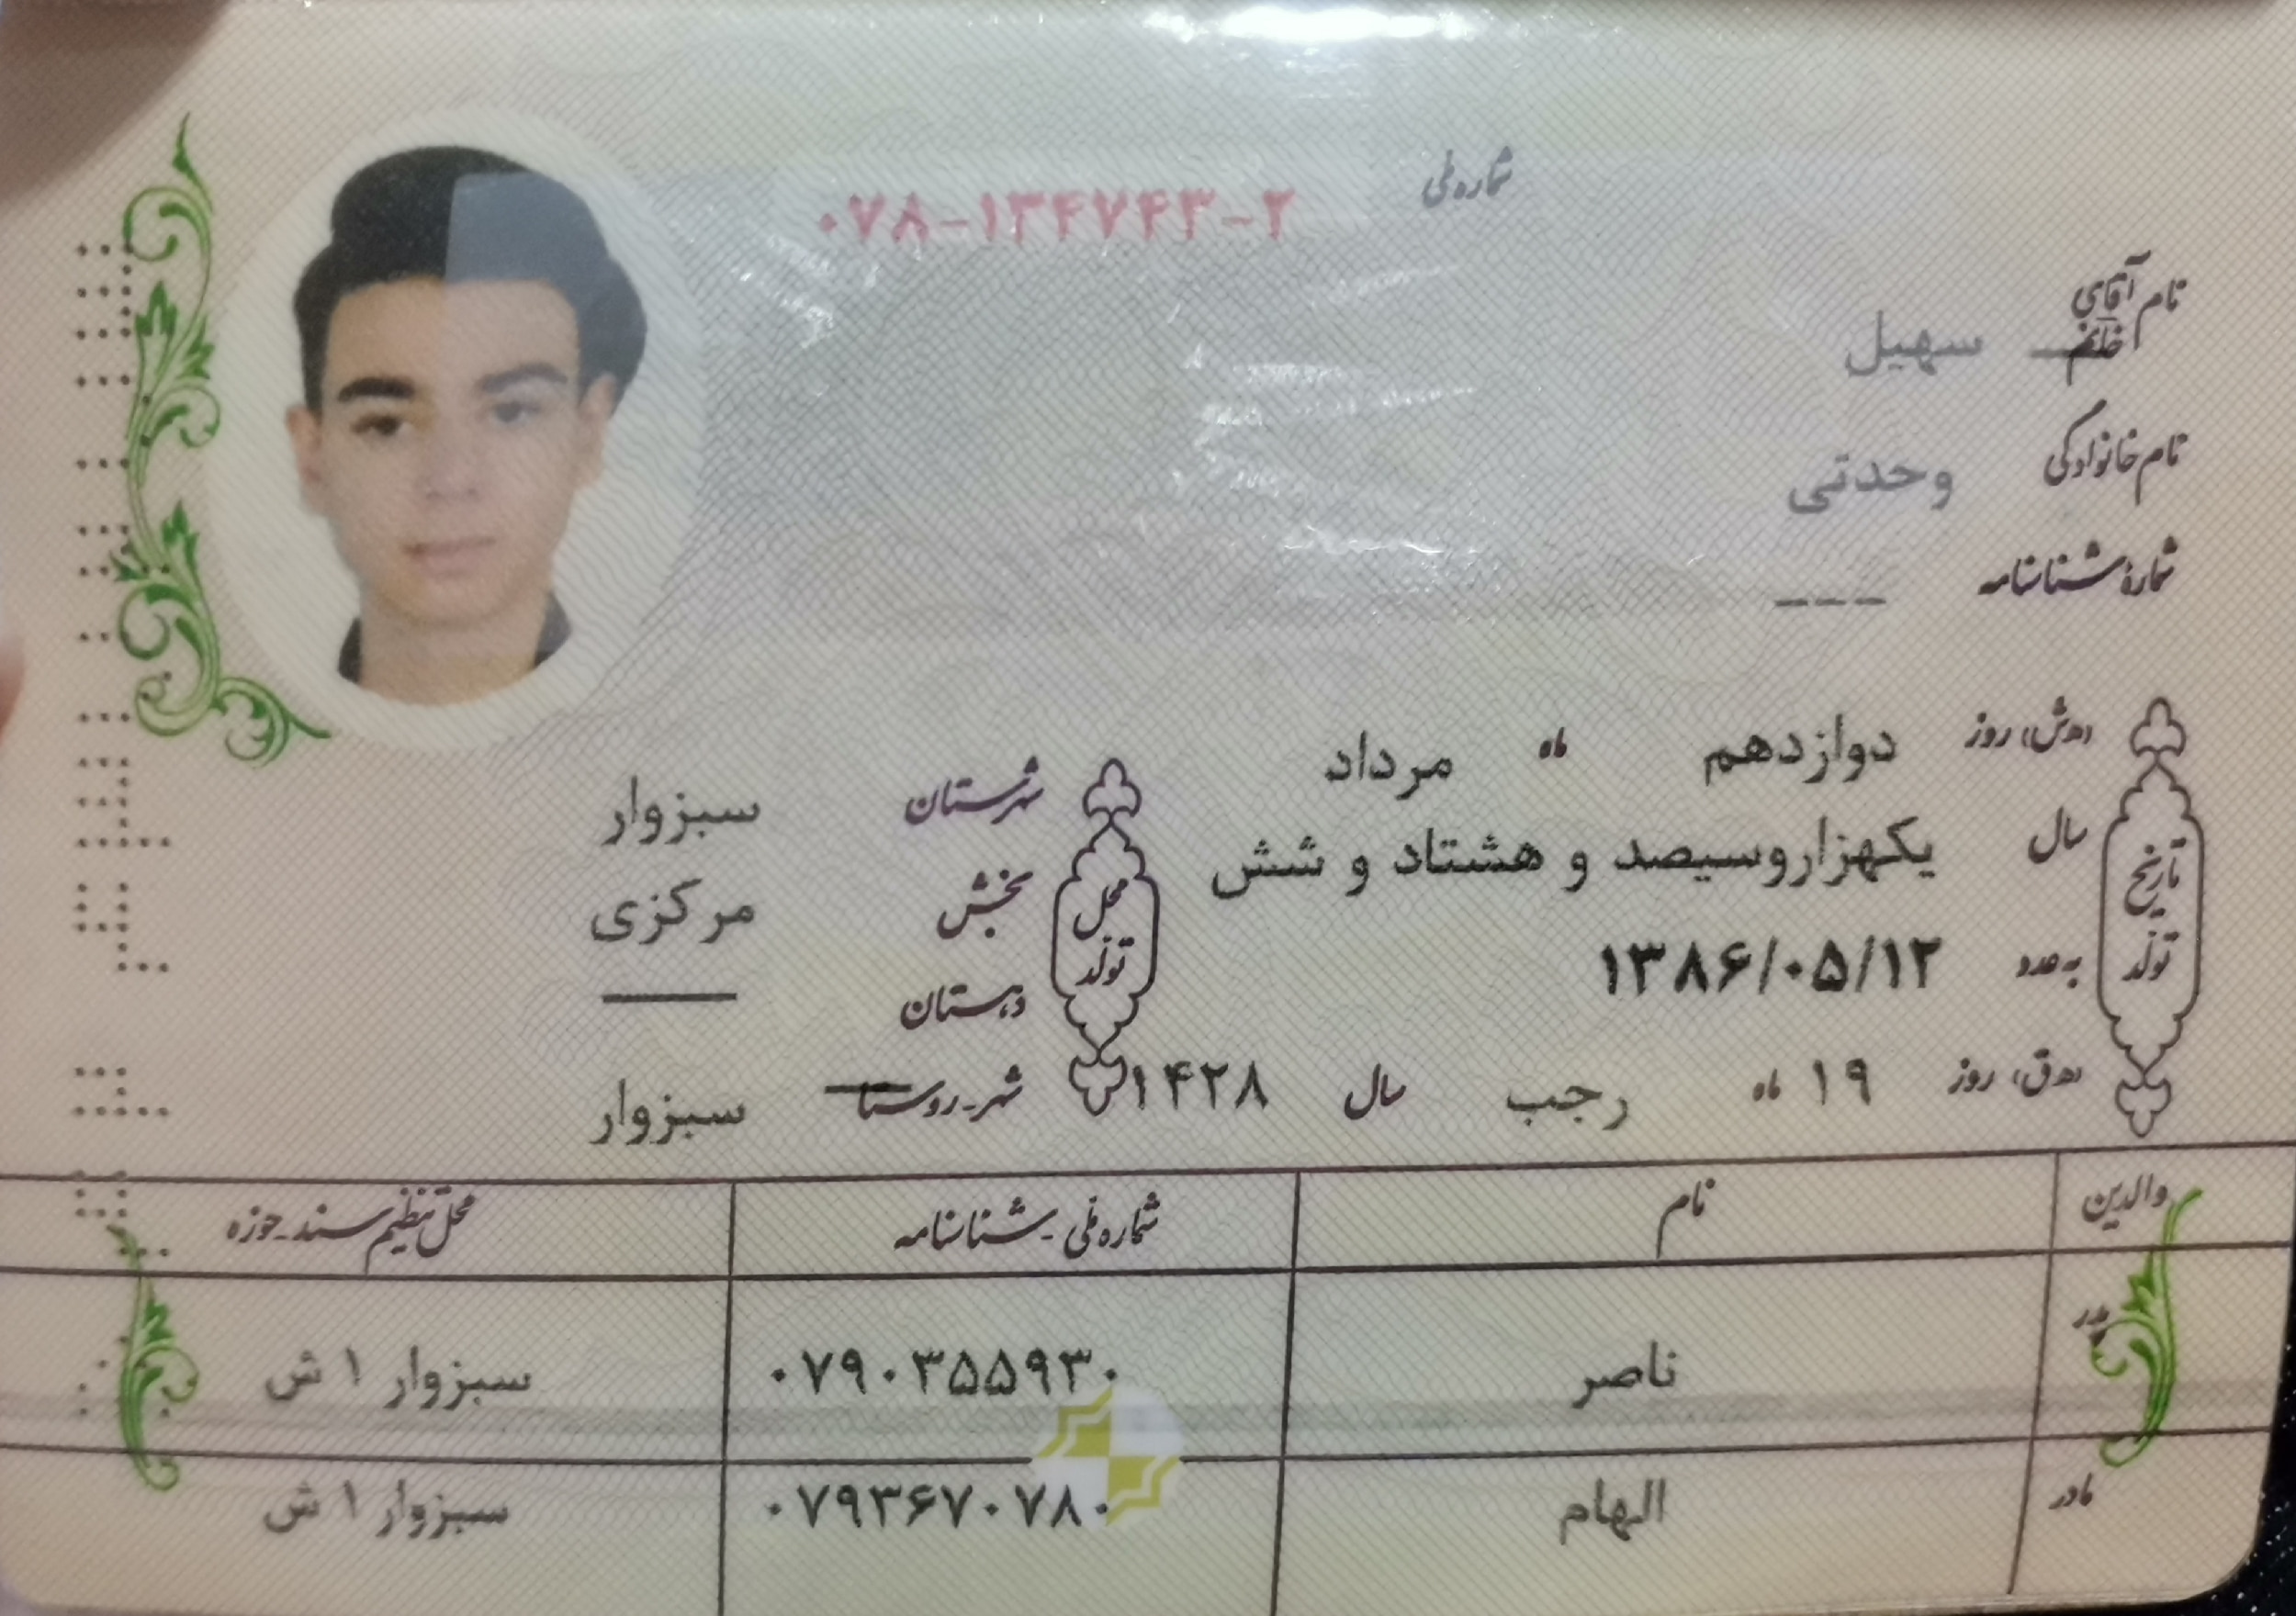 شماره ملی ۰۷۸-۱۳۴۷۴۳-۲
نام آقای خانم سهیل
نام خانوادگی وحدتی
شماره شناسنامه ---
تاریخ تولد
(ه‍.ش) روز دوازدهم ماه مرداد
سال یکهزاروسیصد و هشتاد و شش
به عدد ۱۳۸۶/۰۵/۱۲
(ه‍.ق) روز ۱۹ ماه رجب سال ۱۴۲۸
محل تولد
شهرستان سبزوار
بخش مرکزی
دهستان ——
شهر-روستا سبزوار
والدین نام شماره ملی-شناسنامه محل تنظیم سند-حوزه
پدر ناصر ۰۷۹۰۳۵۵۹۳۰ سبزوار ۱ ش
مادر الهام ۰۷۹۳۶۷۰۷۸۰ سبزوار ۱ ش